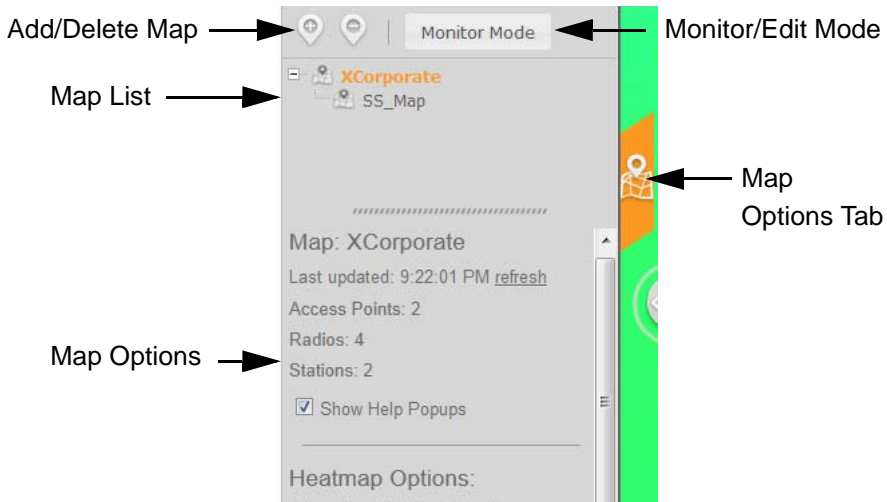 Add/Delete Map
Monitor Mode
Monitor/Edit Mode
XCorporate
Map List
SS_Map
Map
Options Tab
Map: XCorporate
Last updated: 9:22:01 PM refresh
Access Points: 2
Radios: 4
Map Options
Stations: 2
Show Help Popups
Heatmap Options: